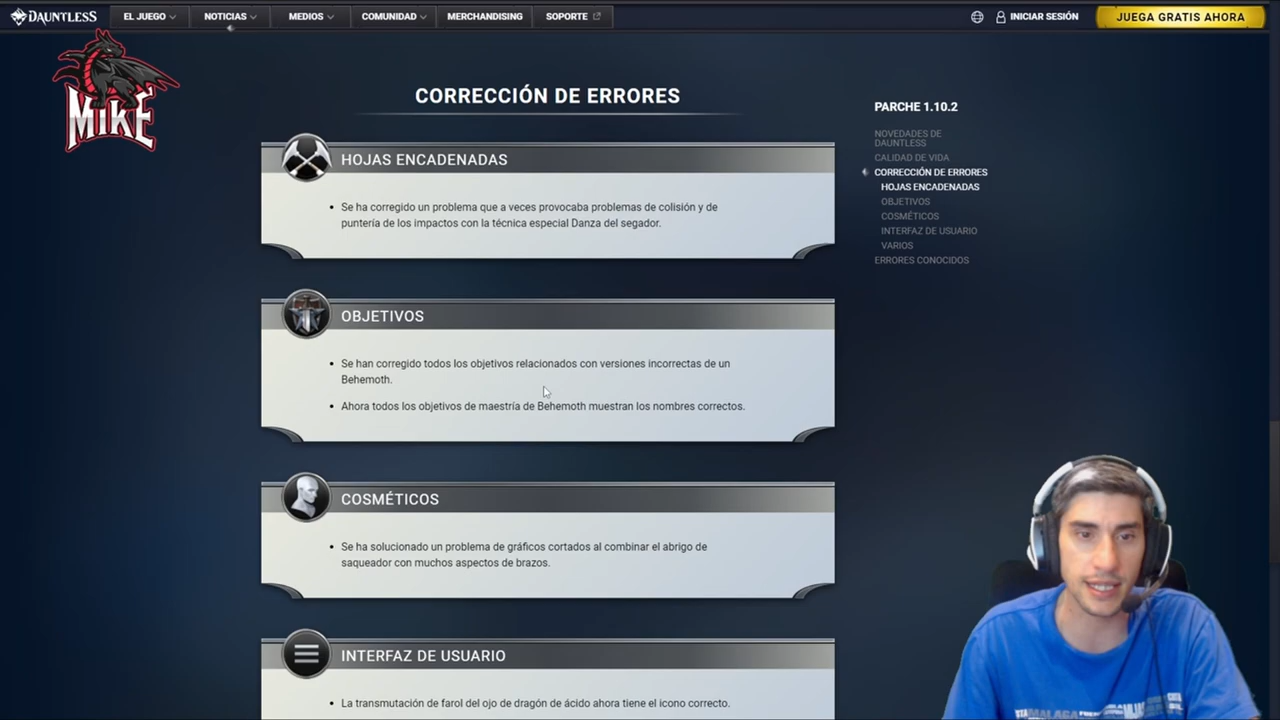 DAUNTLESS
EL JUEGO
NOTICIAS
MEDIOS
COMUNIDAD
MERCHANDISING
SOPORTE
INICIAR SESIÓN
JUEGA GRATIS AHORA
MIKE
CORRECCIÓN DE ERRORES
HOJAS ENCADENADAS
Se ha corregido un problema que a veces provocaba problemas de colisión y de
puntería de los impactos con la técnica especial Danza del segador.
OBJETIVOS
Se han corregido todos los objetivos relacionados con versiones incorrectas de un
Behemoth.
Ahora todos los objetivos de maestría de Behemoth muestran los nombres correctos.
COSMÉTICOS
Se ha solucionado un problema de gráficos cortados al combinar el abrigo de
saqueador con muchos aspectos de brazos.
INTERFAZ DE USUARIO
La transmutación de farol del ojo de dragón de ácido ahora tiene el icono correcto.
PARCHE 1.10.2
NOVEDADES DE
DAUNTLESS
CALIDAD DE VIDA
CORRECCIÓN DE ERRORES
HOJAS ENCADENADAS
OBJETIVOS
COSMÉTICOS
INTERFAZ DE USUARIO
VARIOS
ERRORES CONOCIDOS